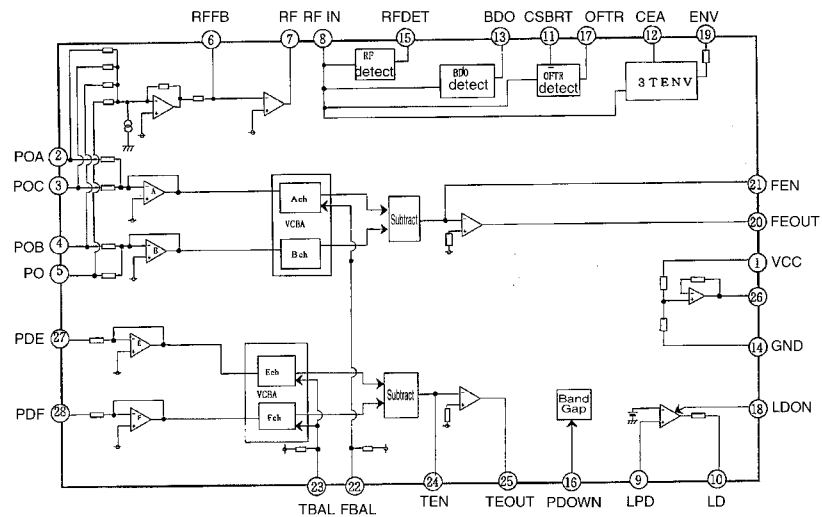 RFFB RF RF IN RFDET BDO CSBRT OFTR CEA ENV
6 7 8 15 13 11 17 12 19
RF
detect
BDO
detect
OFTR
detect
3TENV
POA 2
POC 3
POB 4
PO 5
A
B
Ach
VCBA
Bch
Subtract
21 FEN
20 FEOUT
1 VCC
26
14 GND
PDE 27
PDF 28
E
F
Ech
VCBA
Fch
Subtract
Band
Gap
18 LDON
23 22 24 25 16 9 10
TBAL FBAL TEN TEOUT PDOWN LPD LD